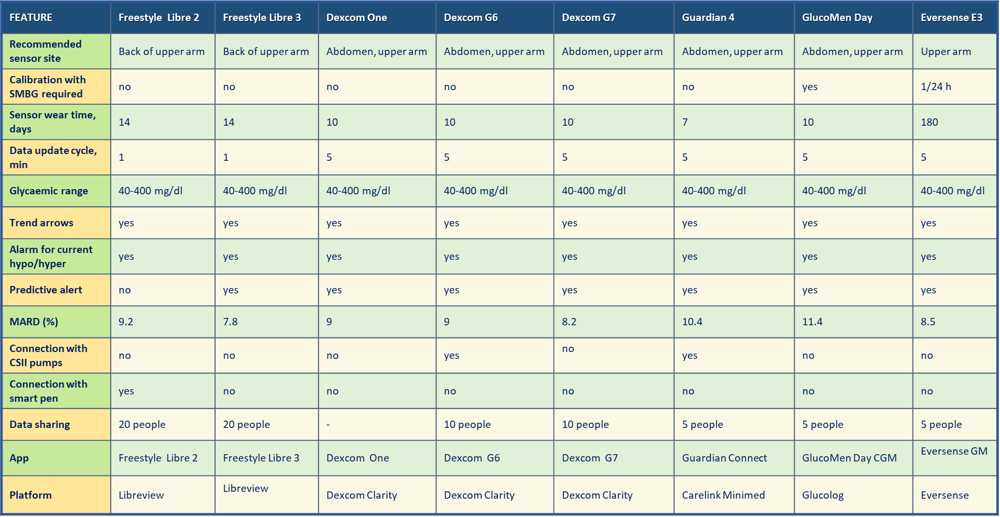 FEATURE Freestyle Libre 2 Freestyle Libre 3 Dexcom One Dexcom G6 Dexcom G7 Guardian 4 GlucoMen Day Eversense E3
Recommended
sensor site Back of upper arm Back of upper arm Abdomen, upper arm Abdomen, upper arm Abdomen, upper arm Abdomen, upper arm Abdomen, upper arm Upper arm
Calibration with
SMBG required no no no no no no yes 1/24 h
Sensor wear time,
days 14 14 10 10 10 7 10 180
Data update cycle,
min 1 1 5 5 5 5 5 5
Glycaemic range 40-400 mg/dl 40-400 mg/dl 40-400 mg/dl 40-400 mg/dl 40-400 mg/dl 40-400 mg/dl 40-400 mg/dl 40-400 mg/dl
Trend arrows yes yes yes yes yes yes yes yes
Alarm for current
hypo/hyper yes yes yes yes yes yes yes yes
Predictive alert no yes yes yes yes yes yes yes
MARD (%) 9.2 7.8 9 9 8.2 10.4 11.4 8.5
Connection with
CSII pumps no no no yes no yes no no
Connection with
smart pen yes no no no no no no no
Data sharing 20 people 20 people - 10 people 10 people 5 people 5 people 5 people
App Freestyle Libre 2 Freestyle Libre 3 Dexcom One Dexcom G6 Dexcom G7 Guardian Connect GlucoMen Day CGM Eversense GM
Platform Libreview Libreview Dexcom Clarity Dexcom Clarity Dexcom Clarity Carelink Minimed Glucolog Eversense